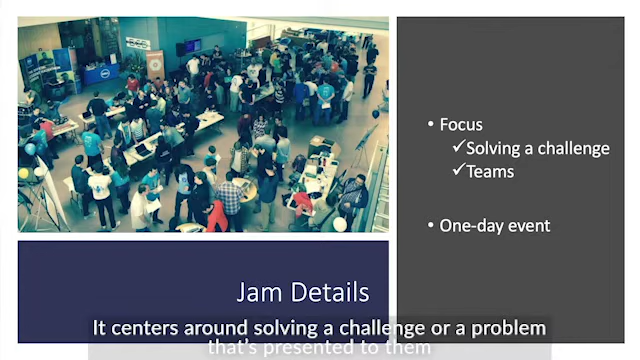 • Focus
✓Solving a challenge
✓Teams
• One-day event
Jam Details
It centers around solving a challenge or a problem
that's presented to them